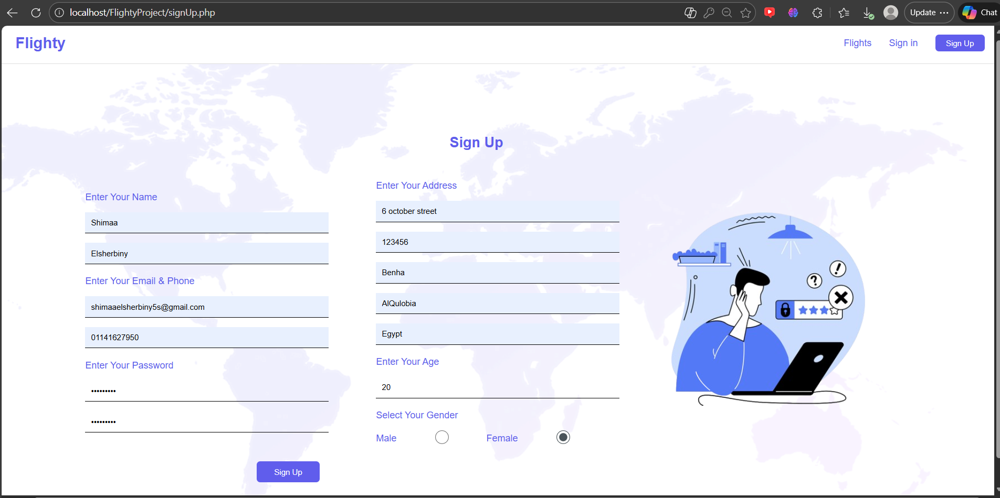 localhost/FlightyProject/signUp.php
Update
Chat
Flighty
Flights
Sign in
Sign Up
Sign Up
Enter Your Name
Shimaa
Elsherbiny
Enter Your Email & Phone
shimaaelsherbiny5s@gmail.com
01141627950
Enter Your Password
•••••••••
•••••••••
Enter Your Address
6 october street
123456
Benha
AlQulobia
Egypt
Enter Your Age
20
Select Your Gender
Male
Female
Sign Up